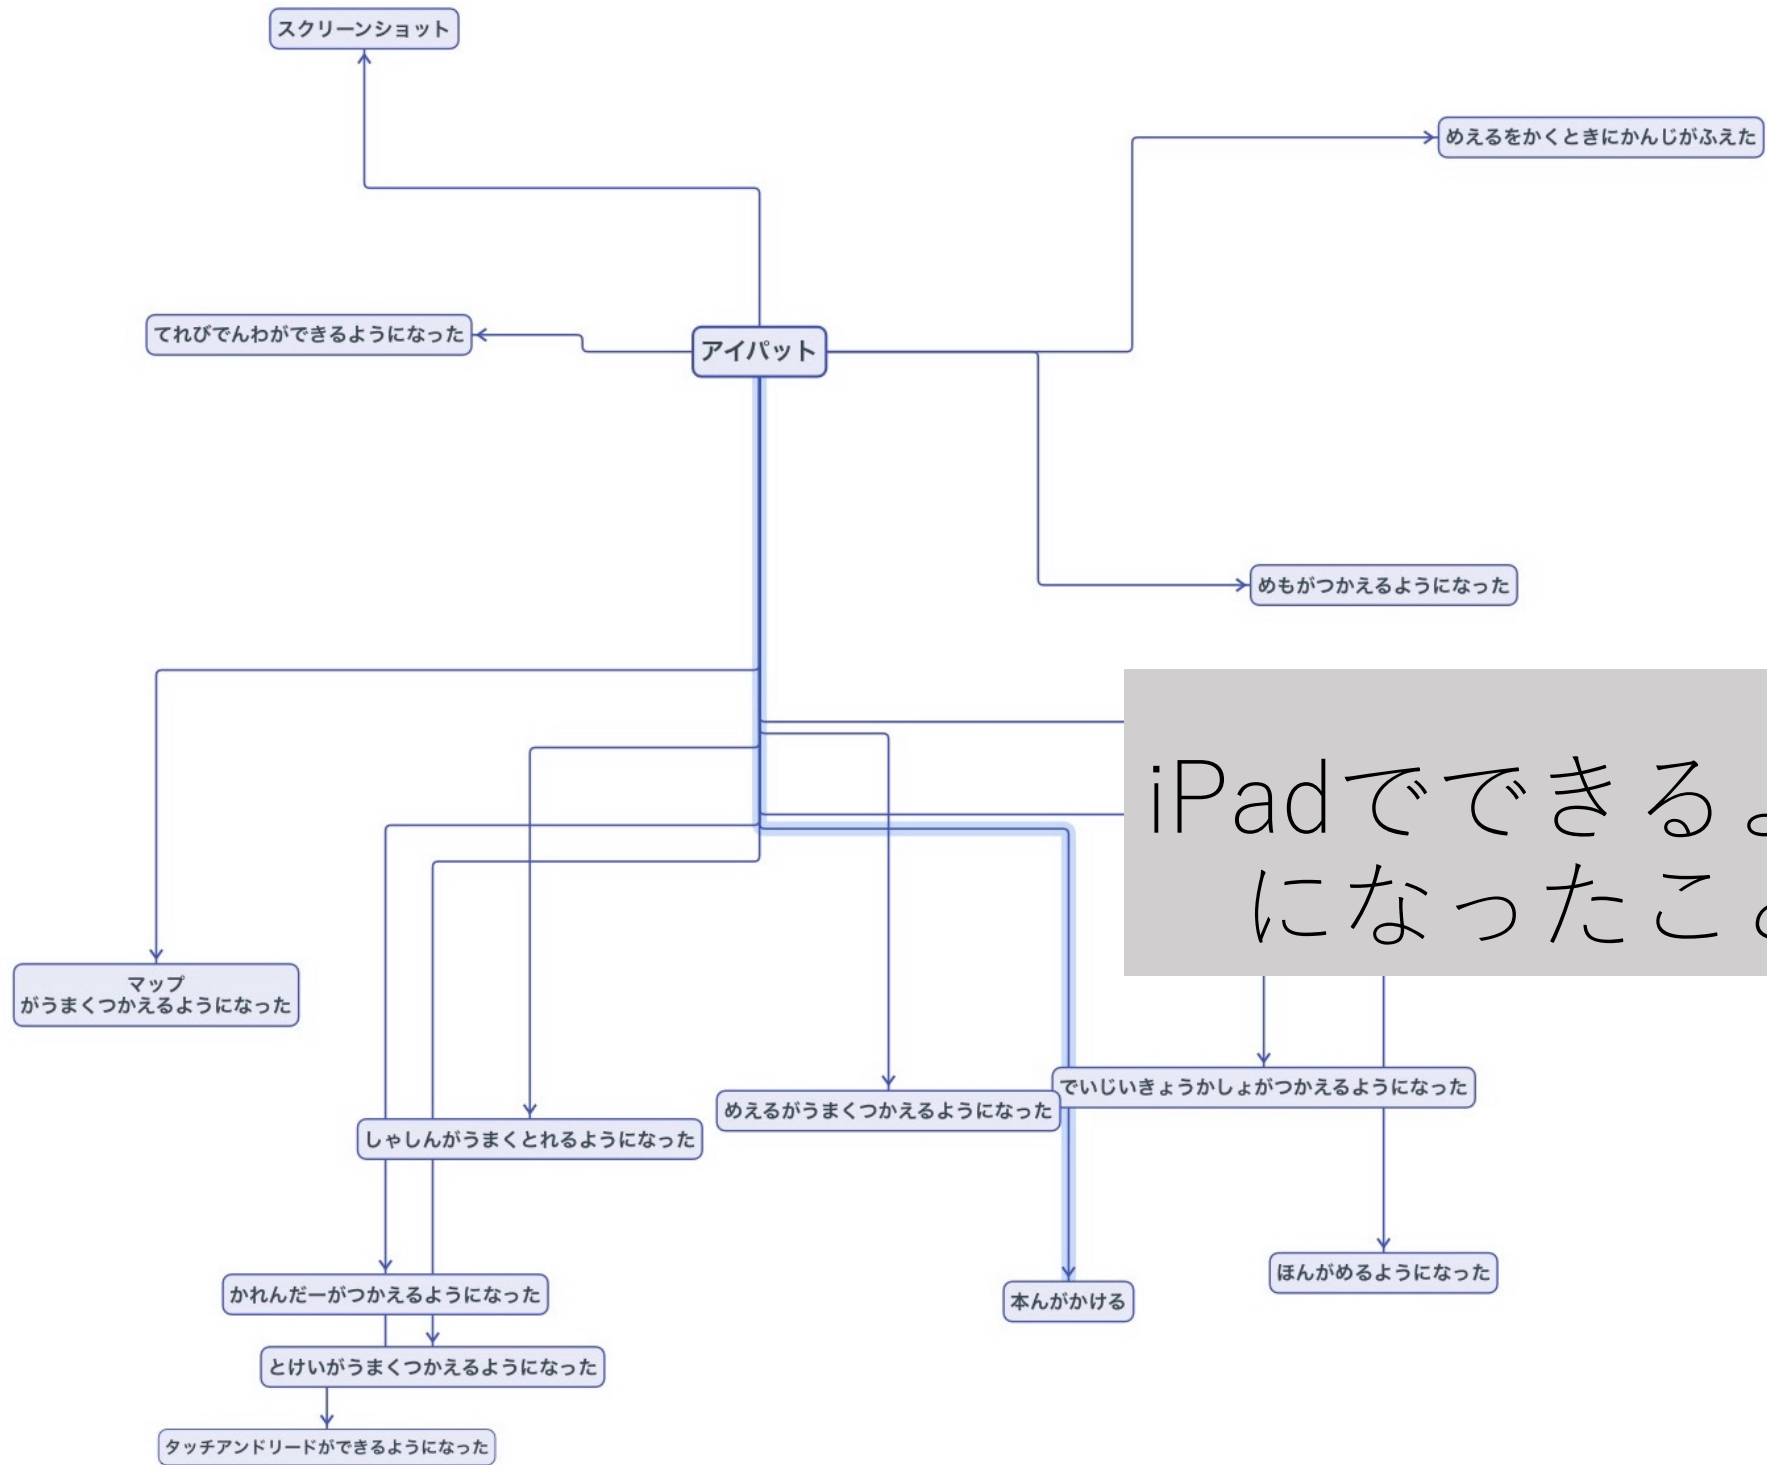 スクリーンショット
めえるをかくときにかんじがふえた
てれびでんわができるようになった
アイパット
めもがつかえるようになった
iPadでできる
になったこ
マップ
がうまくつかえるようになった
でいじいきょうかしょがつかえるようになった
めえるがうまくつかえるようになった
しゃしんがうまくとれるようになった
ほんがめるようになった
かれんだーがつかえるようになった
本んがかける
とけいがうまくつかえるようになった
タッチアンドリードができるようになった